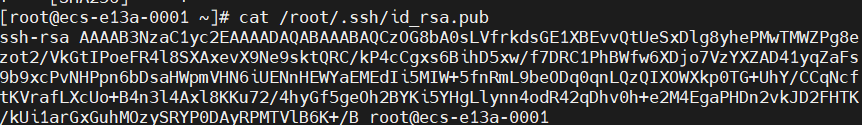 [root@ecs-e13a-0001 ~]# cat /root/.ssh/id_rsa.pub
ssh-rsa AAAAB3NzaC1yc2EAAAADAQABAAABAQCzOG8bA0sLVfrkdsGE1XBEvvQtUeSxDlg8yhePMwTMWZPg8e
zot2/VkGtIPoeFR4l8SXAxevX9Ne9sktQRC/kP4cCgxs6BihD5xw/f7DRC1PhBWfw6XDjo7VzYXZAD41yqZaFs
9b9xcPvNHPpn6bDsaHWpmVHN6iUENnHEWYaEMEdIi5MIW+5fnRmL9beODq0qnLQzQIXOWXkp0TG+UhY/CCqNcf
tKVrafLXcUo+B4n3l4Axl8KKu72/4hyGf5geOh2BYKi5YHgLlynn4odR42qDhv0h+e2M4EgaPHDn2vkJD2FHTK
/kUi1arGxGuhMOzySRYP0DAyRPMTVlB6K+/B root@ecs-e13a-0001